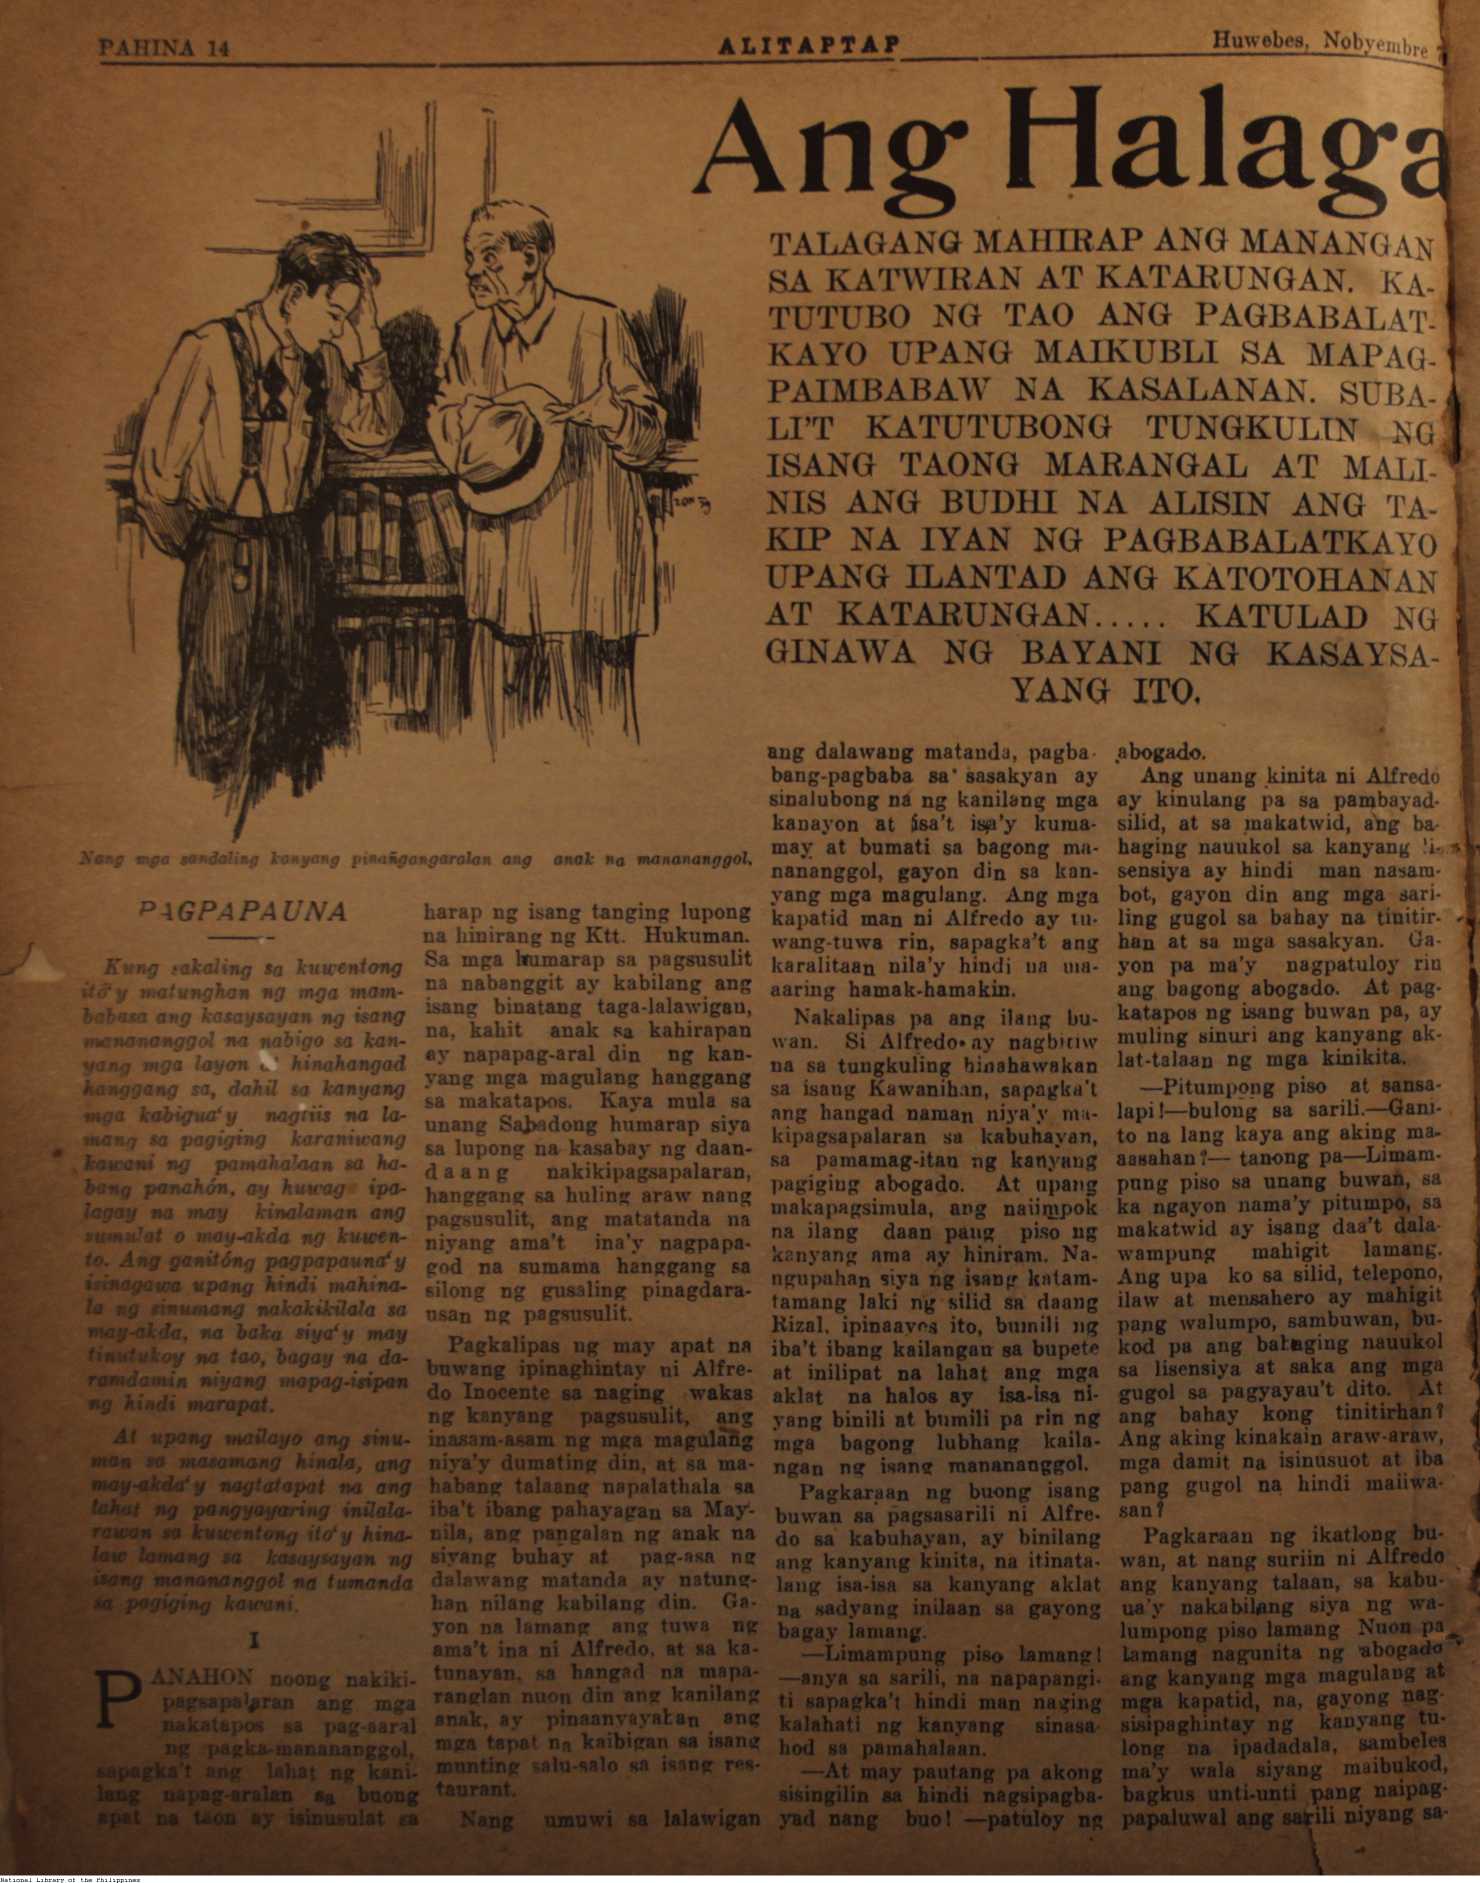 PAHINA 14
ALITAPTAP
Huwebes, Nobyembre
Ang Halaga
TALAGANG MAHIRAP ANG MANANGAN
SA KATWIRAN AT KATARUNGAN. KA-
TUTUBO NG TAO ANG PAGBABALAT-
KAYO UPANG MAIKUBLI SA MAPAG-
PAIMBABAW NA KASALANAN. SUBA-
LI'T KATUTUBONG TUNGKULIN NG
ISANG TAONG MARANGAL AT MALI-
NIS ANG BUDHI NA ALISIN ANG TA-
KIP NA IYAN NG PAGBABALATKAYO
UPANG ILANTAD ANG KATOTOHANAN
AT KATARUNGAN..... KATULAD NG
GINAWA NG BAYANI NG KASAYSA-
YANG ITO.
Nang mga sandaling kanyang pinañgangaralan ang anak na manananggol.
PAGPAPAUNA
Kung sakaling sa kuwentong
ito'y matunghan ng mga mam-
babasa ang kasaysayan ng isang
manananggol na nabigo sa kan-
yang mga layon hinahangad
hanggang sa, dahil sa kanyang
mga kabigua'y nagtiis na la-
mang sa pagiging karaniwang
kawani ng pamahalaan sa ha-
bang panahón, ay huwag ipa-
lagay na may kinalaman ang
sumulat o may-akda ng kuwen-
to. Ang ganitóng pagpapauna'y
isinagawa upang hindi mahina-
la ng sinumang nakakikilala sa
may-akda, na baka siya'y may
tinutukoy na tao, bagay na da-
ramdamin niyang mapag-isipan
ng hindi marapat.
At upang mailayo ang sinu-
man sa masamang hinala, ang
may-akda'y nagtatapat na ang
lahat ng pangyayaring inilala-
rawan sa kuwentong ito'y hina-
law lamang sa kasaysayan ng
isang manananggol na tumanda
sa pagiging kawani.
I
PANAHON noong nakiki-
pagsapalaran ang mga
nakatapos sa pag-aaral
ng pagka-manananggol,
sapagka't ang lahat ng kani-
lang napag-aralan sa buong
apat na taon ay isinusulat sa
harap ng isang tanging lupong
na hinirang ng Ktt. Hukuman.
Sa mga humarap sa pagsusulit
na nabanggit ay kabilang ang
isang binatang taga-lalawigan,
na, kahit anak sa kahirapan
ay napapag-aral din ng kan-
yang mga magulang hanggang
sa makatapos. Kaya mula sa
unang Sabadong humarap siya
sa lupong na kasabay ng daan-
daang nakikipagsapalaran,
hanggang sa huling araw nang
pagsusulit, ang matatanda na
niyang ama't ina'y nagpapa-
god na sumama hanggang sa
silong ng gusaling pinagdara-
usan ng pagsusulit.
Pagkalipas ng may apat na
buwang ipinaghintay ni Alfre-
do Inocente sa naging wakas
ng kanyang pagsusulit, ang
inasam-asam ng mga magulang
niya'y dumating din, at sa ma-
habang talaang napalathala sa
iba't ibang pahayagan sa May-
nila, ang pangalan ng anak na
siyang buhay at pag-asa ng
dalawang matanda ay natung-
han nilang kabilang din. Ga-
yon na lamang ang tuwa ng
ama't ina ni Alfredo, at sa ka-
tunayan, sa hangad na mapa-
ranglan nuon din ang kanilang
anak, ay pinaanyayahan ang
mga tapat na kaibigan sa isang
munting salu-salo sa isang res-
taurant.
Nang umuwi sa lalawigan
ang dalawang matanda, pagba-
bang-pagbaba sa sasakyan ay
sinalubong na ng kanilang mga
kanayon at isa't isa'y kuma-
may at bumati sa bagong ma-
nananggol, gayon din sa kan-
yang mga magulang. Ang mga
kapatid man ni Alfredo ay tu-
wang-tuwa rin, sapagka't ang
karalitaan nila'y hindi na ma-
aaring hamak-hamakin.
Nakalipas pa ang ilang bu-
wan. Si Alfredo ay nagbitiw
na sa tungkuling hinahawakan
sa isang Kawanihan, sapagka't
ang hangad naman niya'y ma-
kipagsapalaran sa kabuhayan,
sa pamamag-itan ng kanyang
pagiging abogado. At upang
makapagsimula, ang naiimpok
na ilang daan pang piso ng
kanyang ama ay hiniram. Na-
ngupahan siya ng isang katam-
tamang laki ng silid sa daang
Rizal, ipinaayos ito, bumili ng
iba't ibang kailangan sa bupete
at inilipat na lahat ang mga
aklat na halos ay isa-isa ni-
yang binili at bumili pa rin ng
mga bagong lubhang kaila-
ngan ng isang manananggol.
Pagkaraan ng buong isang
buwan sa pagsasarili ni Alfre-
do sa kabuhayan, ay binilang
ang kanyang kinita, na itinata-
lang isa-isa sa kanyang aklat
na sadyang inilaan sa gayong
bagay lamang.
—Limampung piso lamang!
—anya sa sarili, na napapangi-
ti sapagka't hindi man naging
kalahati ng kanyang sinasa-
hod sa pamahalaan.
—At may pautang pa akong
sisingilin sa hindi nagsipagba-
yad nang buo! —patuloy ng
abogado.
Ang unang kinita ni Alfredo
ay kinulang pa sa pambayad-
silid, at sa makatwid, ang ba-
haging nauukol sa kanyang li-
sensiya ay hindi man nasam-
bot, gayon din ang mga sari-
ling gugol sa bahay na tinitir-
han at sa mga sasakyan. Ga-
yon pa ma'y nagpatuloy rin
ang bagong abogado. At pag-
katapos ng isang buwan pa, ay
muling sinuri ang kanyang ak-
lat-talaan ng mga kinikita.
—Pitumpong piso at sansa-
lapi!—bulong sa sarili.—Gani-
to na lang kaya ang aking ma-
aasahan?— tanong pa—Limam-
pung piso sa unang buwan, sa
ka ngayon nama'y pitumpo, sa
makatwid ay isang daa't dala-
wampung mahigit lamang.
Ang upa ko sa silid, telepono,
ilaw at mensahero ay mahigit
pang walumpo, sambuwan, bu-
kod pa ang bahaging nauukol
sa lisensiya at saka ang mga
gugol sa pagyayau't dito. At
ang bahay kong tinitirhan?
Ang aking kinakain araw-araw,
mga damit na isinusuot at iba
pang gugol na hindi maiiwa-
san?
Pagkaraan ng ikatlong bu-
wan, at nang suriin ni Alfredo
ang kanyang talaan, sa kabu-
ua'y nakabilang siya ng wa-
lumpong piso lamang Nuon pa
lamang nagunita ng abogado
ang kanyang mga magulang at
mga kapatid, na, gayong nag-
sisipaghintay ng kanyang tu-
long na ipadadala, sambeles
ma'y wala siyang maibukod,
bagkus unti-unti pang naipag-
papaluwal ang sarili niyang sa-
National Library of the Philippines